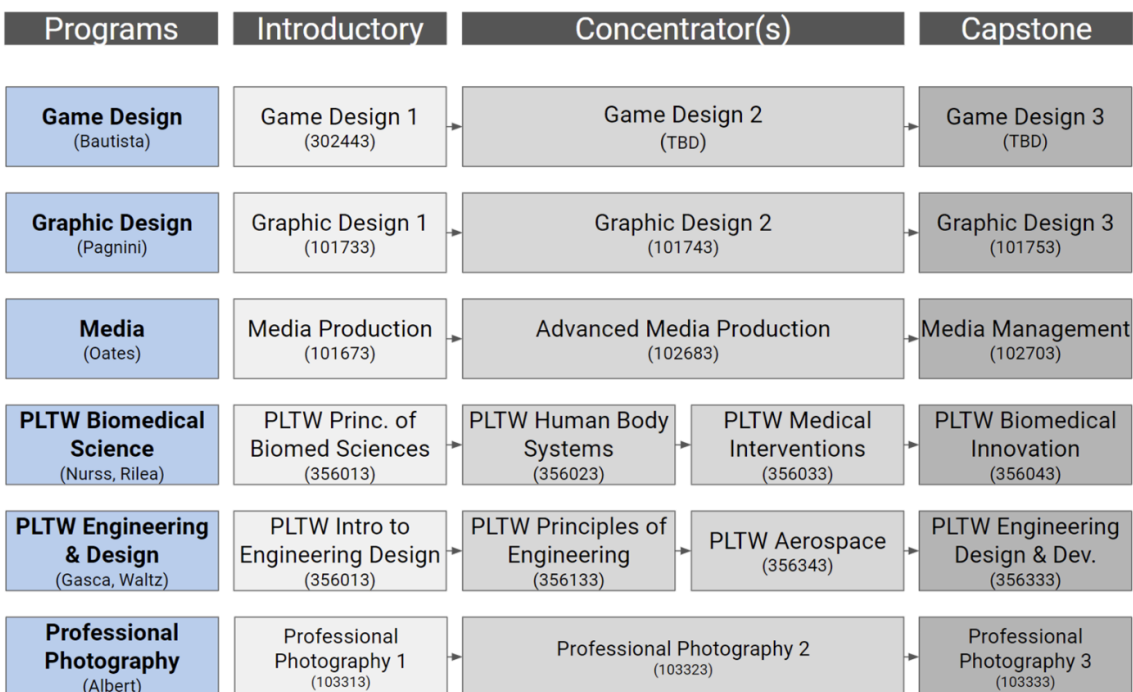 Programs Introductory Concentrator(s) Capstone
Game Design
(Bautista)
Game Design 1
(302443)
Game Design 2
(TBD)
Game Design 3
(TBD)
Graphic Design
(Pagnini)
Graphic Design 1
(101733)
Graphic Design 2
(101743)
Graphic Design 3
(101753)
Media
(Oates)
Media Production
(101673)
Advanced Media Production
(102683)
Media Management
(102703)
PLTW Biomedical
Science
(Nurss, Rilea)
PLTW Princ. of
Biomed Sciences
(356013)
PLTW Human Body
Systems
(356023)
PLTW Medical
Interventions
(356033)
PLTW Biomedical
Innovation
(356043)
PLTW Engineering
& Design
(Gasca, Waltz)
PLTW Intro to
Engineering Design
(356013)
PLTW Principles of
Engineering
(356133)
PLTW Aerospace
(356343)
PLTW Engineering
Design & Dev.
(356333)
Professional
Photography
(Albert)
Professional
Photography 1
(103313)
Professional Photography 2
(103323)
Professional
Photography 3
(103333)